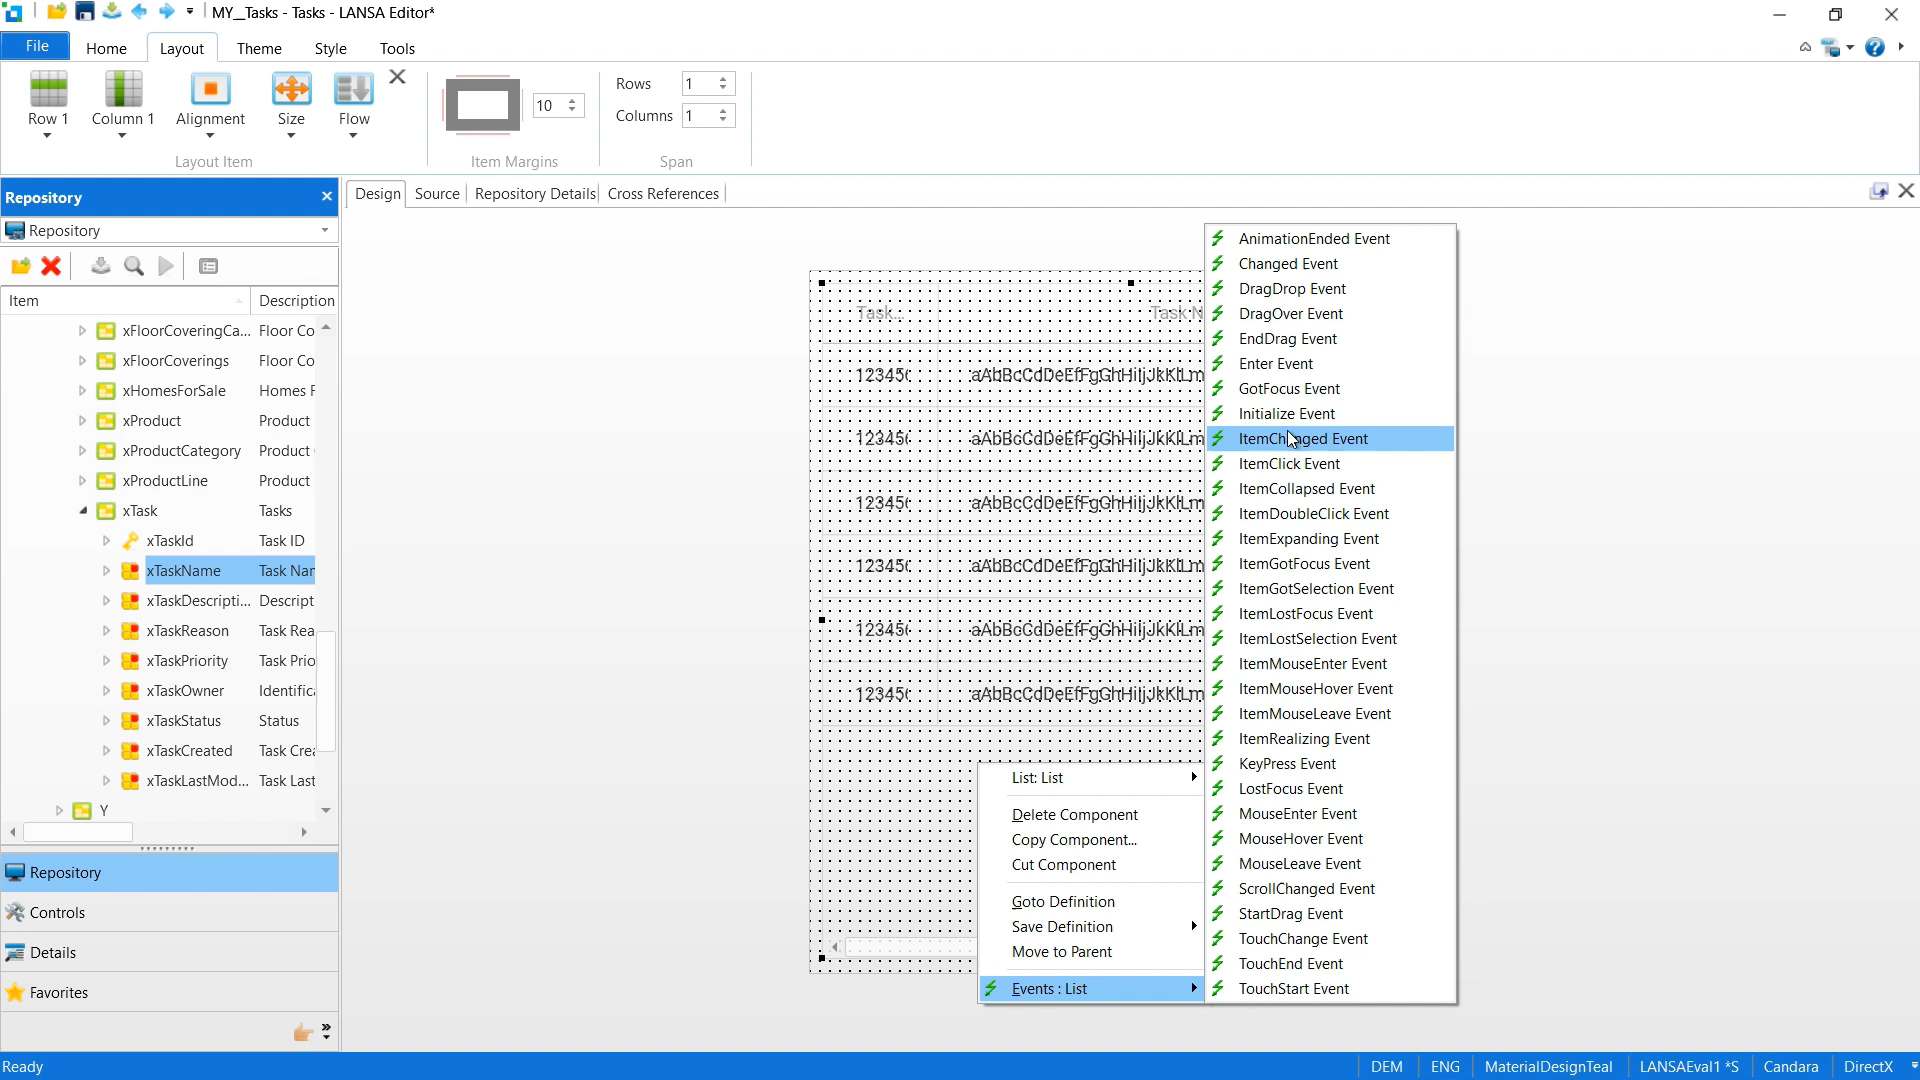 MY_Tasks - Tasks - LANSA Editor*
File Home Layout Theme Style Tools
Row 1 Column 1 Alignment Size Flow
10
Rows 1
Columns 1
Layout Item Item Margins Span
Repository
Design Source Repository Details Cross References
Repository
Item Description
xFloorCoveringCa... Floor Co
xFloorCoverings Floor Co
xHomesForSale Homes F
xProduct Product
xProductCategory Product
xProductLine Product
xTask Tasks
xTaskId Task ID
xTaskName Task Nar
xTaskDescripti... Descript
xTaskReason Task Rea
xTaskPriority Task Prio
xTaskOwner Identific
xTaskStatus Status
xTaskCreated Task Crea
xTaskLastMod... Task Last
Y
Repository
Controls
Details
Favorites
Task... Task N
12345 aAbBcCdDeEfFgGhHiIjJkKlLm
12345 aAbBcCdDeEfFgGhHiIjJkKlLm
12345 aAbBcCdDeEfFgGhHiIjJkKlLm
12345 aAbBcCdDeEfFgGhHiIjJkKlLm
12345 aAbBcCdDeEfFgGhHiIjJkKlLm
12345 aAbBcCdDeEfFgGhHiIjJkKlLm
List: List
Delete Component
Copy Component...
Cut Component
Goto Definition
Save Definition
Move to Parent
Events : List
AnimationEnded Event
Changed Event
DragDrop Event
DragOver Event
EndDrag Event
Enter Event
GotFocus Event
Initialize Event
ItemChanged Event
ItemClick Event
ItemCollapsed Event
ItemDoubleClick Event
ItemExpanding Event
ItemGotFocus Event
ItemGotSelection Event
ItemLostFocus Event
ItemLostSelection Event
ItemMouseEnter Event
ItemMouseHover Event
ItemMouseLeave Event
ItemRealizing Event
KeyPress Event
LostFocus Event
MouseEnter Event
MouseHover Event
MouseLeave Event
ScrollChanged Event
StartDrag Event
TouchChange Event
TouchEnd Event
TouchStart Event
Ready DEM ENG MaterialDesignTeal LANSAEval1 *S Candara DirectX